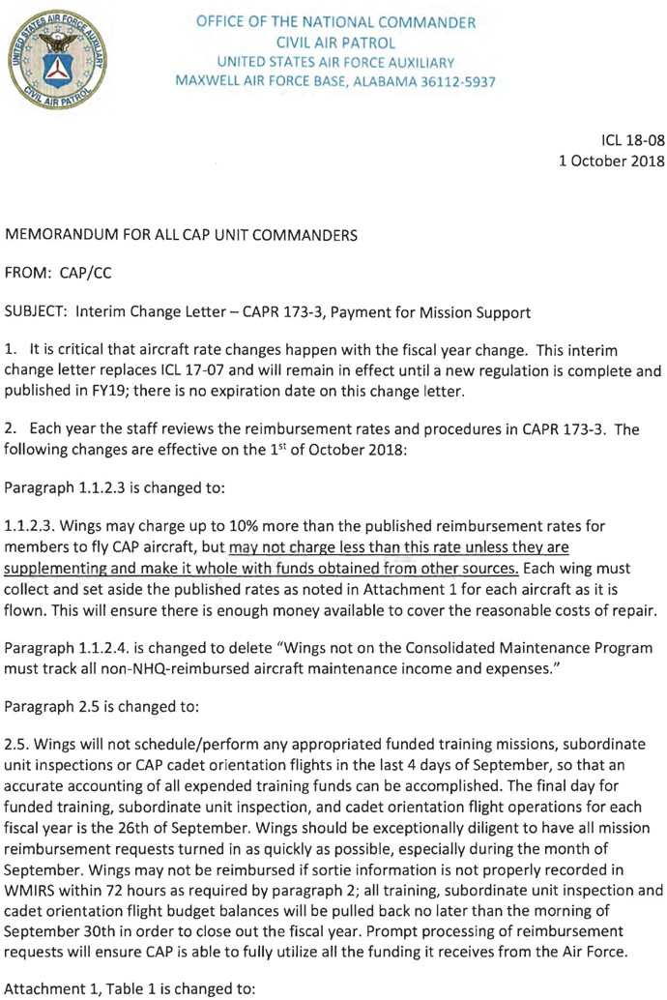 UNITED STATES AIR FORCE AUXILIARY
CIVIL AIR PATROL
OFFICE OF THE NATIONAL COMMANDER
CIVIL AIR PATROL
UNITED STATES AIR FORCE AUXILIARY
MAXWELL AIR FORCE BASE, ALABAMA 36112-5937
ICL 18-08
1 October 2018
MEMORANDUM FOR ALL CAP UNIT COMMANDERS
FROM: CAP/CC
SUBJECT: Interim Change Letter – CAPR 173-3, Payment for Mission Support
1. It is critical that aircraft rate changes happen with the fiscal year change. This interim
change letter replaces ICL 17-07 and will remain in effect until a new regulation is complete and
published in FY19; there is no expiration date on this change letter.
2. Each year the staff reviews the reimbursement rates and procedures in CAPR 173-3. The
following changes are effective on the 1st of October 2018:
Paragraph 1.1.2.3 is changed to:
1.1.2.3. Wings may charge up to 10% more than the published reimbursement rates for
members to fly CAP aircraft, but may not charge less than this rate unless they are
supplementing and make it whole with funds obtained from other sources. Each wing must
collect and set aside the published rates as noted in Attachment 1 for each aircraft as it is
flown. This will ensure there is enough money available to cover the reasonable costs of repair.
Paragraph 1.1.2.4. is changed to delete “Wings not on the Consolidated Maintenance Program
must track all non-NHQ-reimbursed aircraft maintenance income and expenses.”
Paragraph 2.5 is changed to:
2.5. Wings will not schedule/perform any appropriated funded training missions, subordinate
unit inspections or CAP cadet orientation flights in the last 4 days of September, so that an
accurate accounting of all expended training funds can be accomplished. The final day for
funded training, subordinate unit inspection, and cadet orientation flight operations for each
fiscal year is the 26th of September. Wings should be exceptionally diligent to have all mission
reimbursement requests turned in as quickly as possible, especially during the month of
September. Wings may not be reimbursed if sortie information is not properly recorded in
WMIRS within 72 hours as required by paragraph 2; all training, subordinate unit inspection and
cadet orientation flight budget balances will be pulled back no later than the morning of
September 30th in order to close out the fiscal year. Prompt processing of reimbursement
requests will ensure CAP is able to fully utilize all the funding it receives from the Air Force.
Attachment 1, Table 1 is changed to: